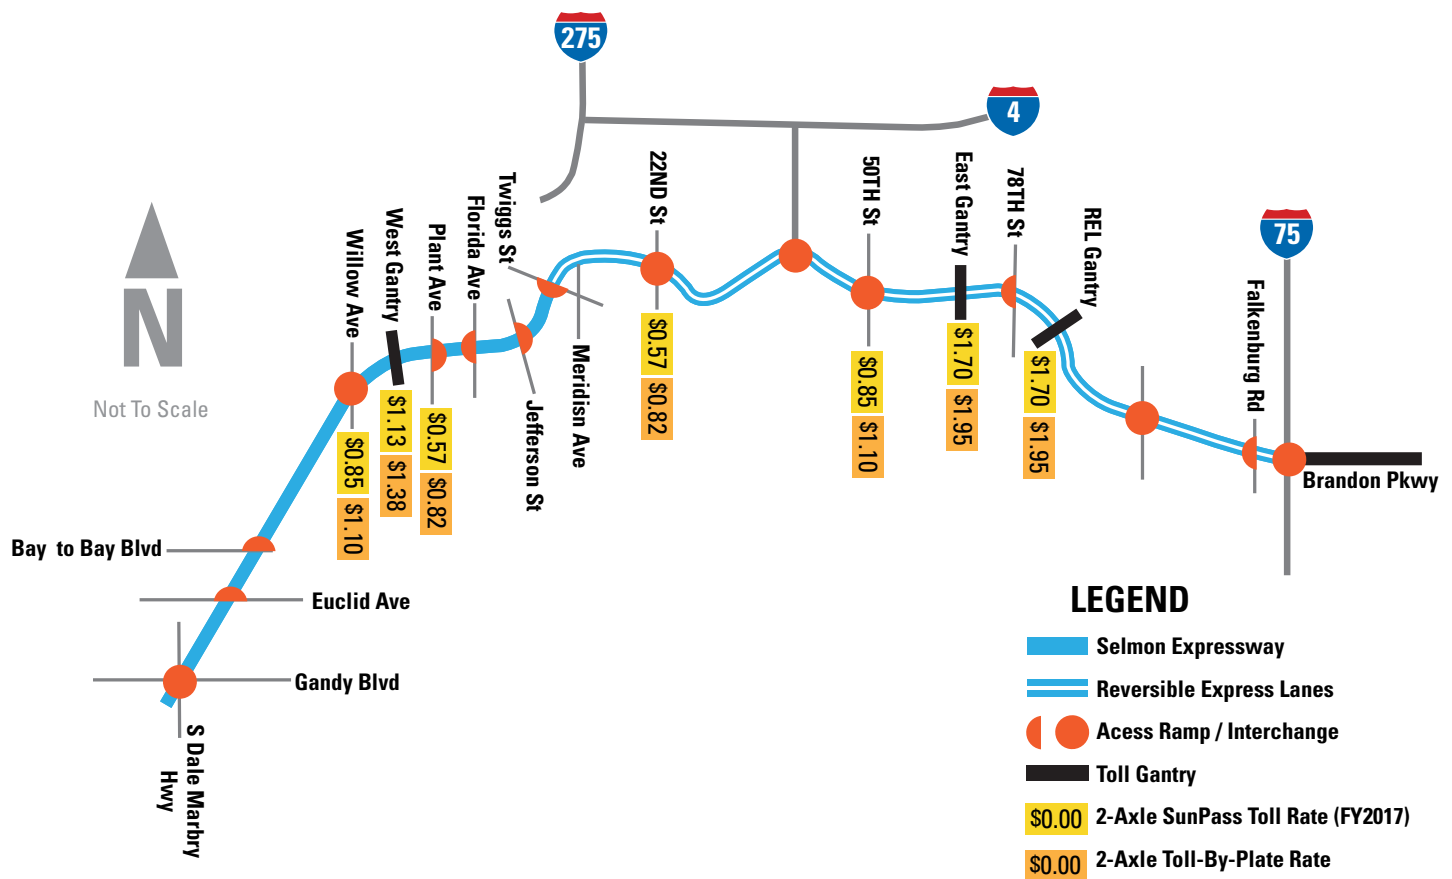 275
4
75
N
Not To Scale
Willow Ave
West Gantry
Plant Ave
Florida Ave
Twiggs St
Jefferson St
Meridisn Ave
22ND St
50TH St
East Gantry
78TH St
REL Gantry
Falkenburg Rd
Brandon Pkwy
$0.85 $1.10
$1.13 $1.38
$0.57 $0.82
$0.57 $0.82
$0.85 $1.10
$1.70 $1.95
$1.70 $1.95
Bay to Bay Blvd
Euclid Ave
Gandy Blvd
S Dale Marbry
Hwy
LEGEND
Selmon Expressway
Reversible Express Lanes
Acess Ramp / Interchange
Toll Gantry
$0.00 2-Axle SunPass Toll Rate (FY2017)
$0.00 2-Axle Toll-By-Plate Rate